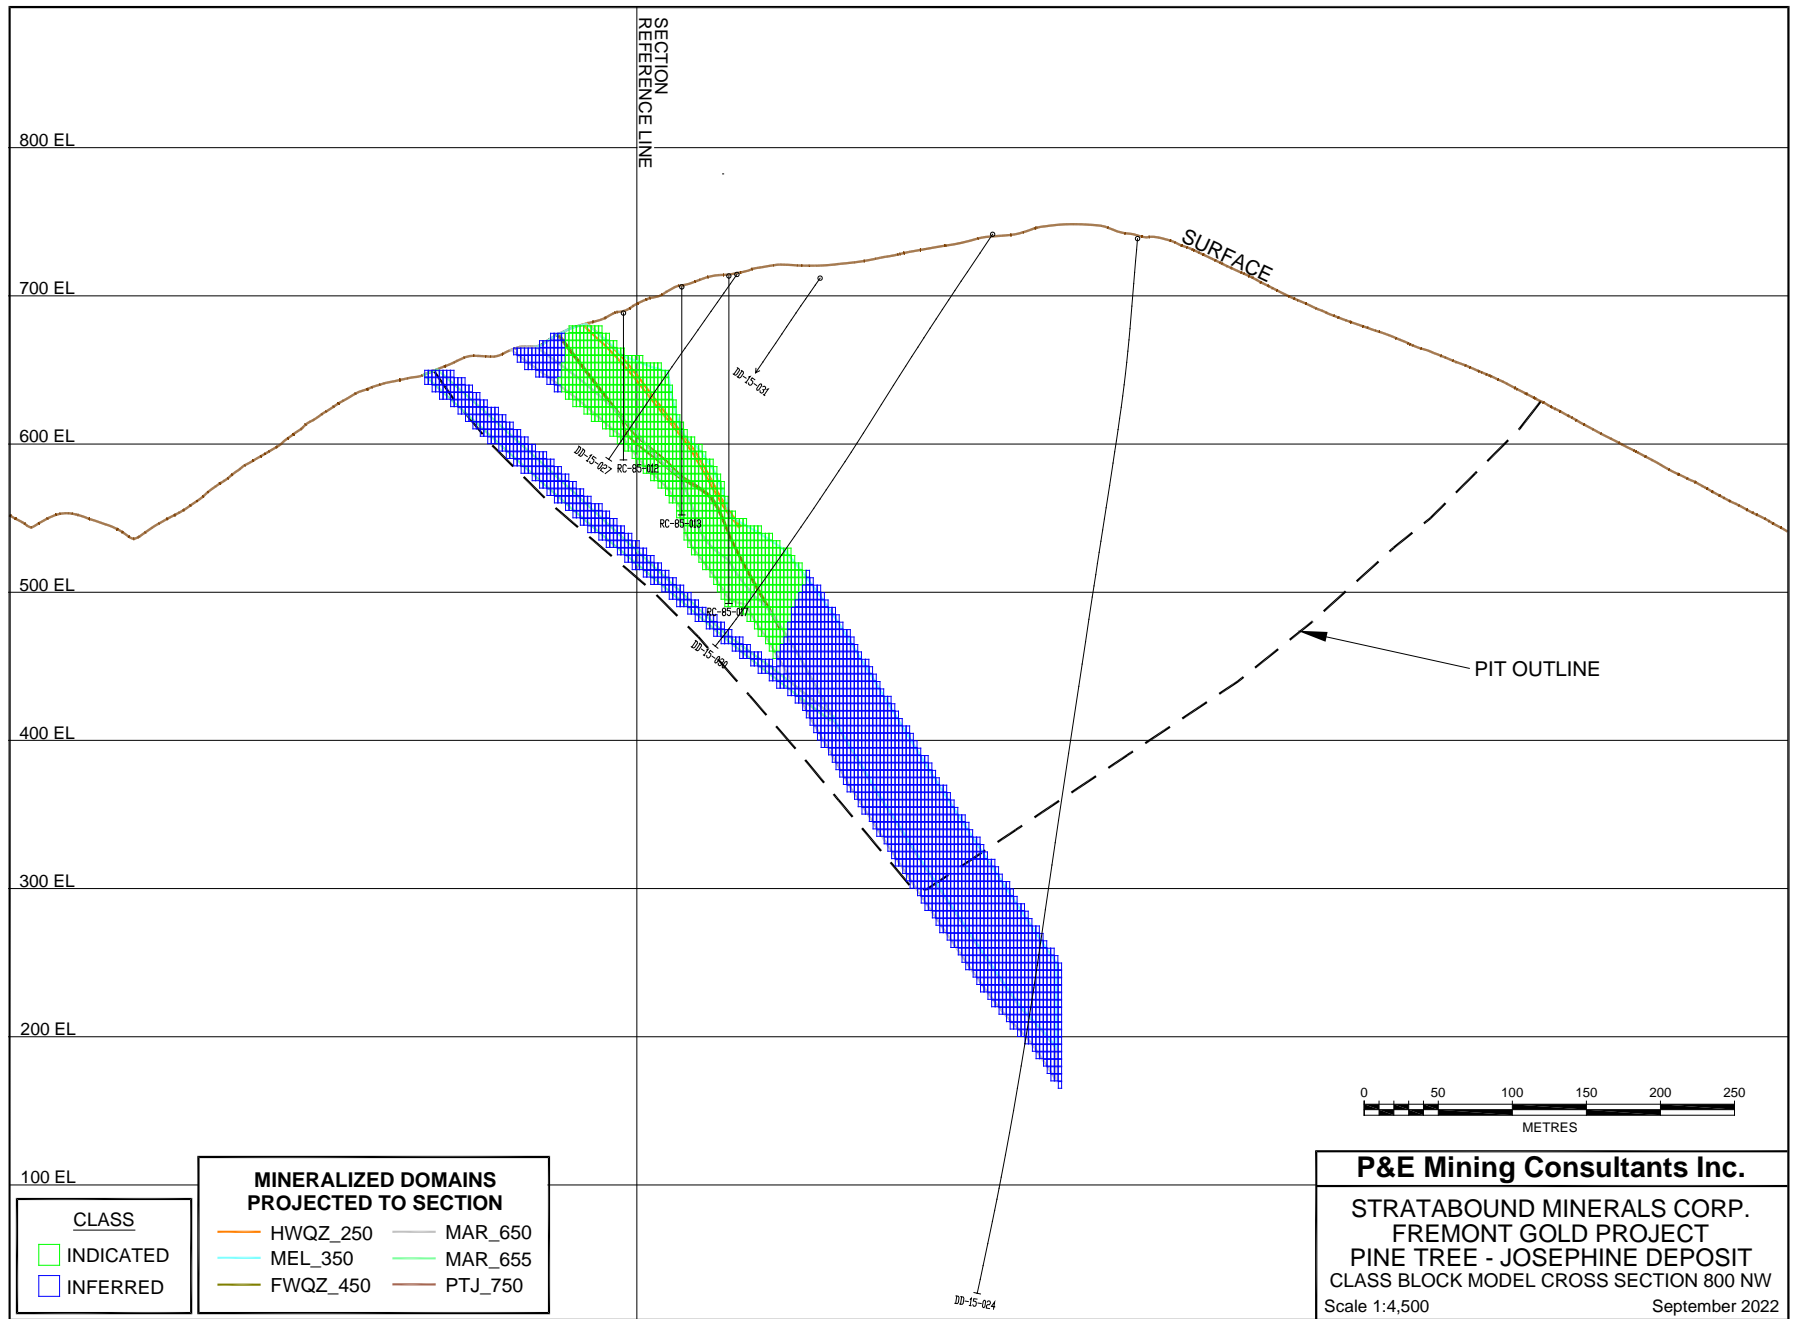 SECTION
REFERENCE LINE
800 EL
SURFACE
700 EL
DD-15-031
600 EL
DD-15-027
RC-85-012
RC-85-013
500 EL
RC-85-017
DD-15-030
PIT OUTLINE
400 EL
300 EL
200 EL
0 50 100 150 200 250
METRES
100 EL
CLASS
INDICATED
INFERRED
MINERALIZED DOMAINS
PROJECTED TO SECTION
HWQZ_250 MAR_650
MEL_350 MAR_655
FWQZ_450 PTJ_750
DD-15-024
P&E Mining Consultants Inc.
STRATABOUND MINERALS CORP.
FREMONT GOLD PROJECT
PINE TREE - JOSEPHINE DEPOSIT
CLASS BLOCK MODEL CROSS SECTION 800 NW
Scale 1:4,500 September 2022